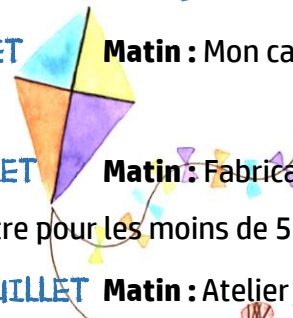 ET Matin : Mon ca
ET Matin : Fabrica
tre pour les moins de 5
UILLET Matin : Atelier